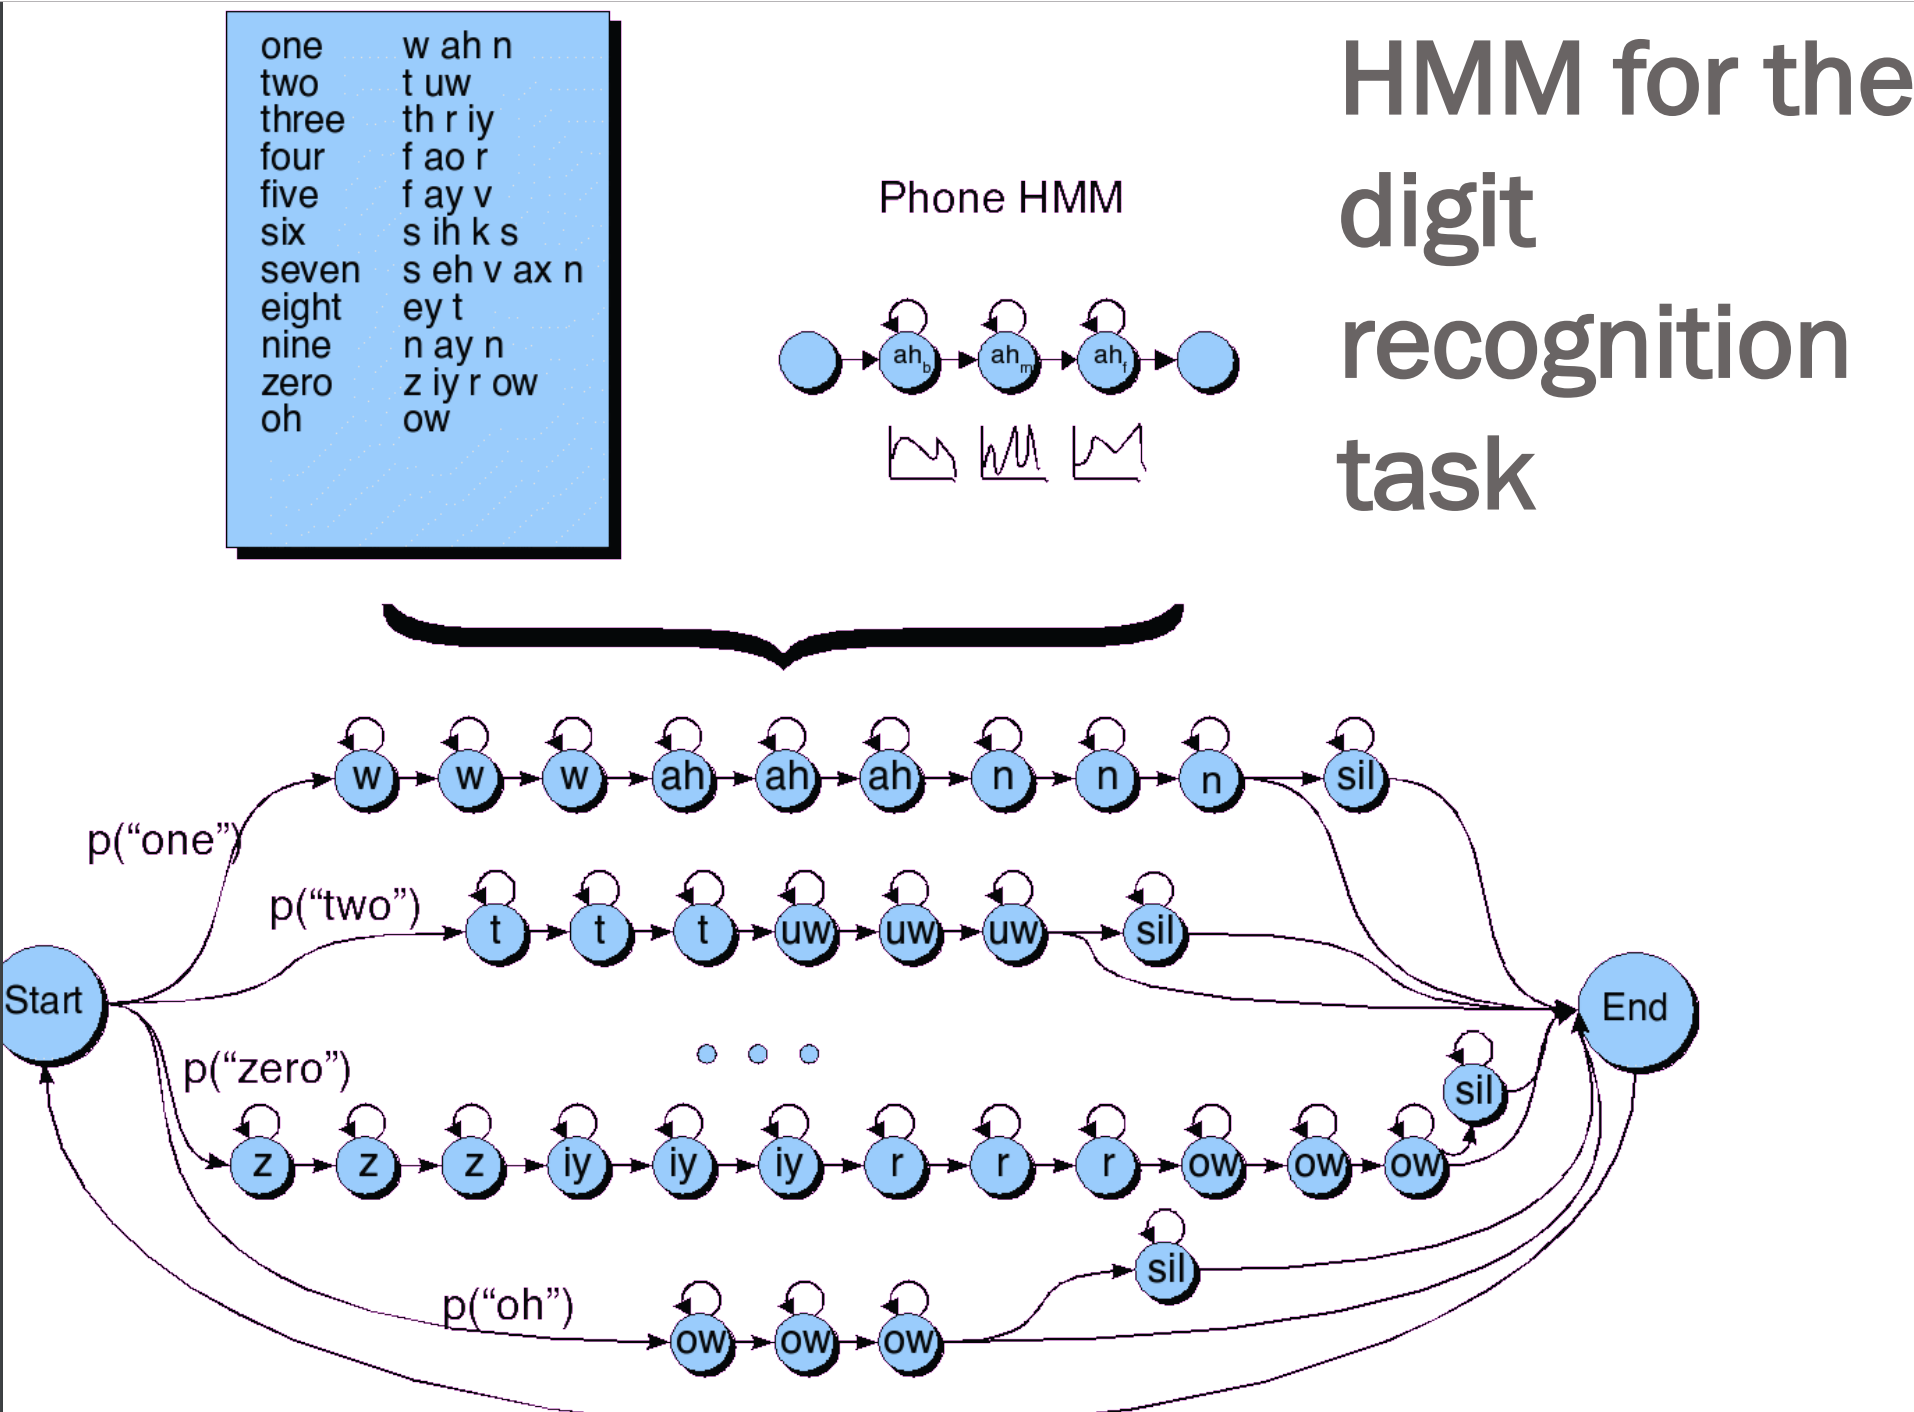 HMM for the
digit
recognition
task
one w ah n
two t uw
three th r iy
four f ao r
five f ay v
six s ih k s
seven s eh v ax n
eight ey t
nine n ay n
zero z iy r ow
oh ow
Phone HMM
ah b ah m ah f
w w w ah ah ah n n n sil
p(“one”)
p(“two”)
t t t uw uw uw sil
Start
End
p(“zero”)
sil
z z z iy iy iy r r r ow ow ow
sil
p(“oh”)
ow ow ow